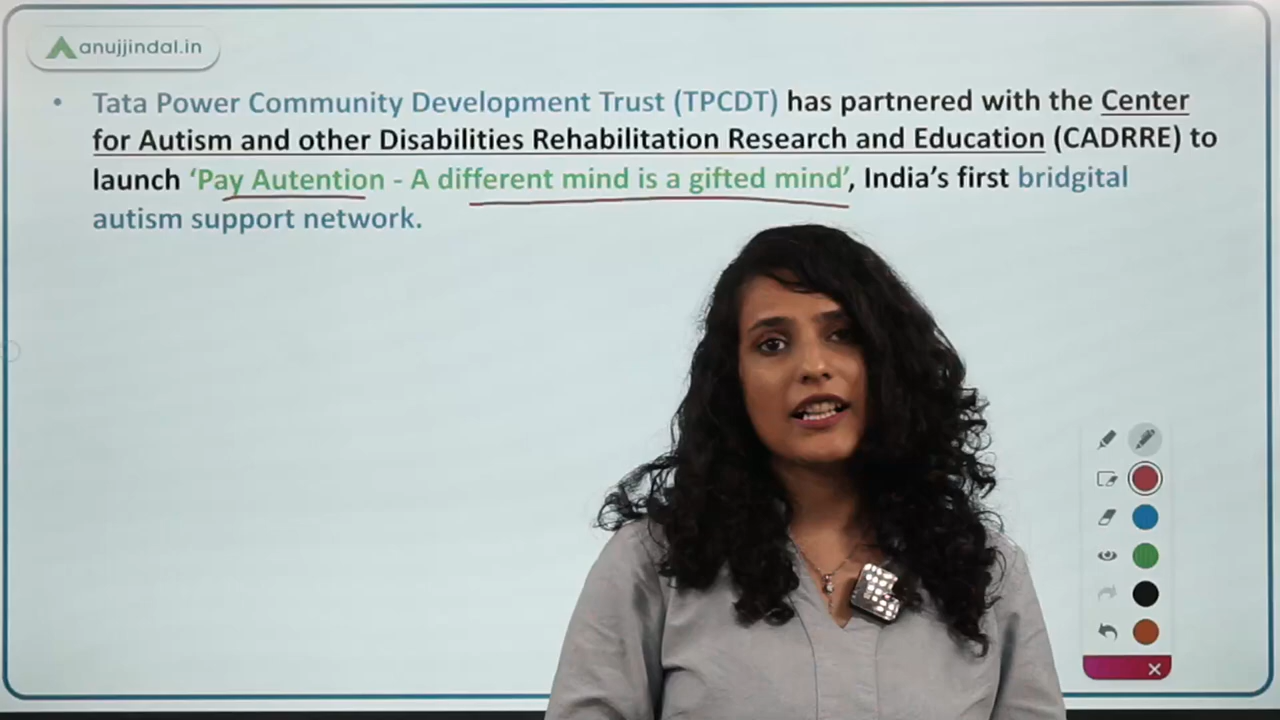 anujjindal.in
• Tata Power Community Development Trust (TPCDT) has partnered with the Center
for Autism and other Disabilities Rehabilitation Research and Education (CADRRE) to
launch ‘Pay Autention - A different mind is a gifted mind’, India’s first bridgital
autism support network.